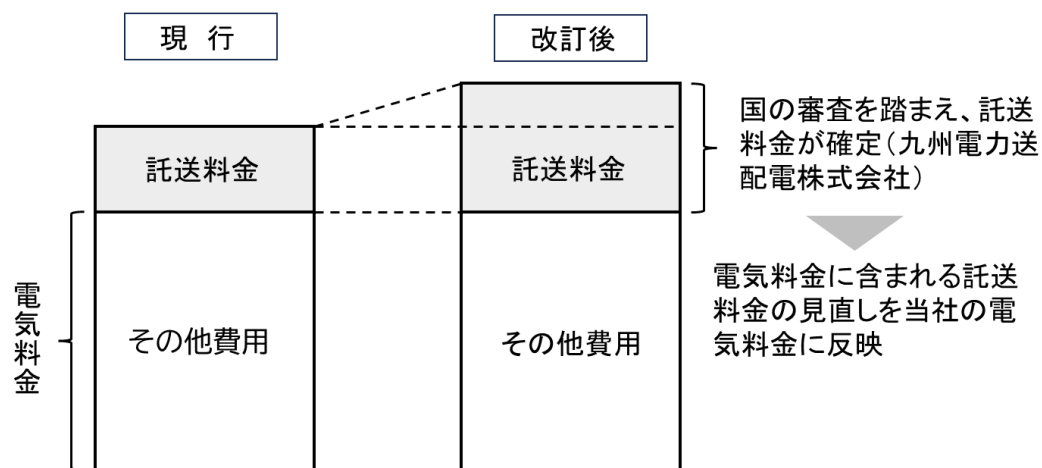 現　行
改訂後
託送料金
託送料金
国の審査を踏まえ、託送
料金が確定（九州電力送
配電株式会社）
電気料金
その他費用
その他費用
電気料金に含まれる託送
料金の見直しを当社の電
気料金に反映